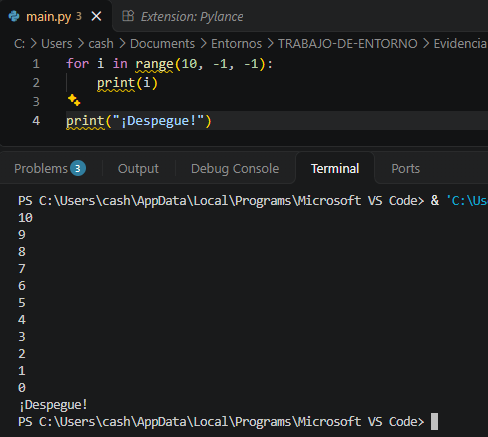 main.py 3 Extension: Pylance
C: > Users > cash > Documents > Entornos > TRABAJO-DE-ENTORNO > Evidencia
1 for i in range(10, -1, -1):
2     print(i)
3
4 print("¡Despegue!")
Problems 3 Output Debug Console Terminal Ports
PS C:\Users\cash\AppData\Local\Programs\Microsoft VS Code> & 'C:\Us
10
9
8
7
6
5
4
3
2
1
0
¡Despegue!
PS C:\Users\cash\AppData\Local\Programs\Microsoft VS Code>